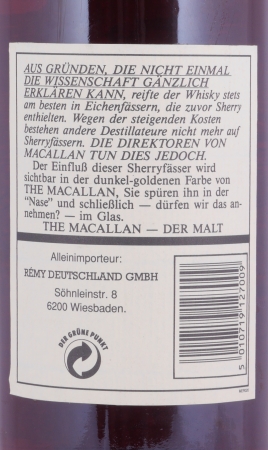 AUS GRÜNDEN, DIE NICHT EINMAL
DIE WISSENSCHAFT GÄNZLICH
ERKLÄREN KANN, reifte der Whisky stets
am besten in Eichenfässern, die zuvor Sherry
enthielten. Wegen der steigenden Kosten
bestehen andere Destillateure nicht mehr auf
Sherryfässern. DIE DIREKTOREN VON
MACALLAN TUN DIES JEDOCH.
Der Einfluß dieser Sherryfässer wird
sichtbar in der dunkel-goldenen Farbe von
THE MACALLAN, Sie spüren ihn in der
"Nase" und schließlich — dürfen wir das an-
nehmen? — im Glas.
THE MACALLAN — DER MALT
Alleinimporteur:
RÉMY DEUTSCHLAND GMBH
Söhnleinstr. 8
6200 Wiesbaden.
DER GRÜNE PUNKT
5 010719 127009